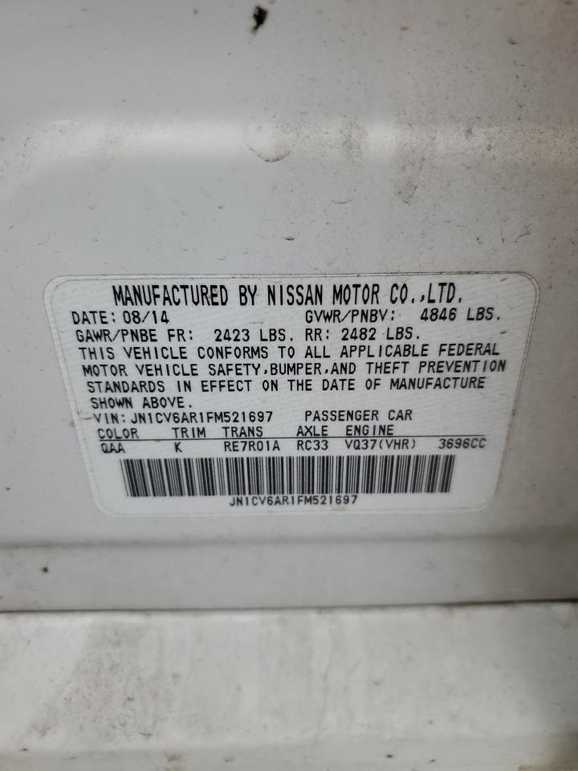 MANUFACTURED BY NISSAN MOTOR CO.,LTD.
DATE: 08/14 GVWR/PNBV: 4846 LBS.
GAWR/PNBE FR: 2423 LBS. RR: 2482 LBS.
THIS VEHICLE CONFORMS TO ALL APPLICABLE FEDERAL
MOTOR VEHICLE SAFETY,BUMPER,AND THEFT PREVENTION
STANDARDS IN EFFECT ON THE DATE OF MANUFACTURE
SHOWN ABOVE.
VIN: JN1CV6AR1FM521697 PASSENGER CAR
COLOR TRIM TRANS AXLE ENGINE
QAA K RE7R01A RC33 VQ37(VHR) 3696CC
JN1CV6AR1FM521697